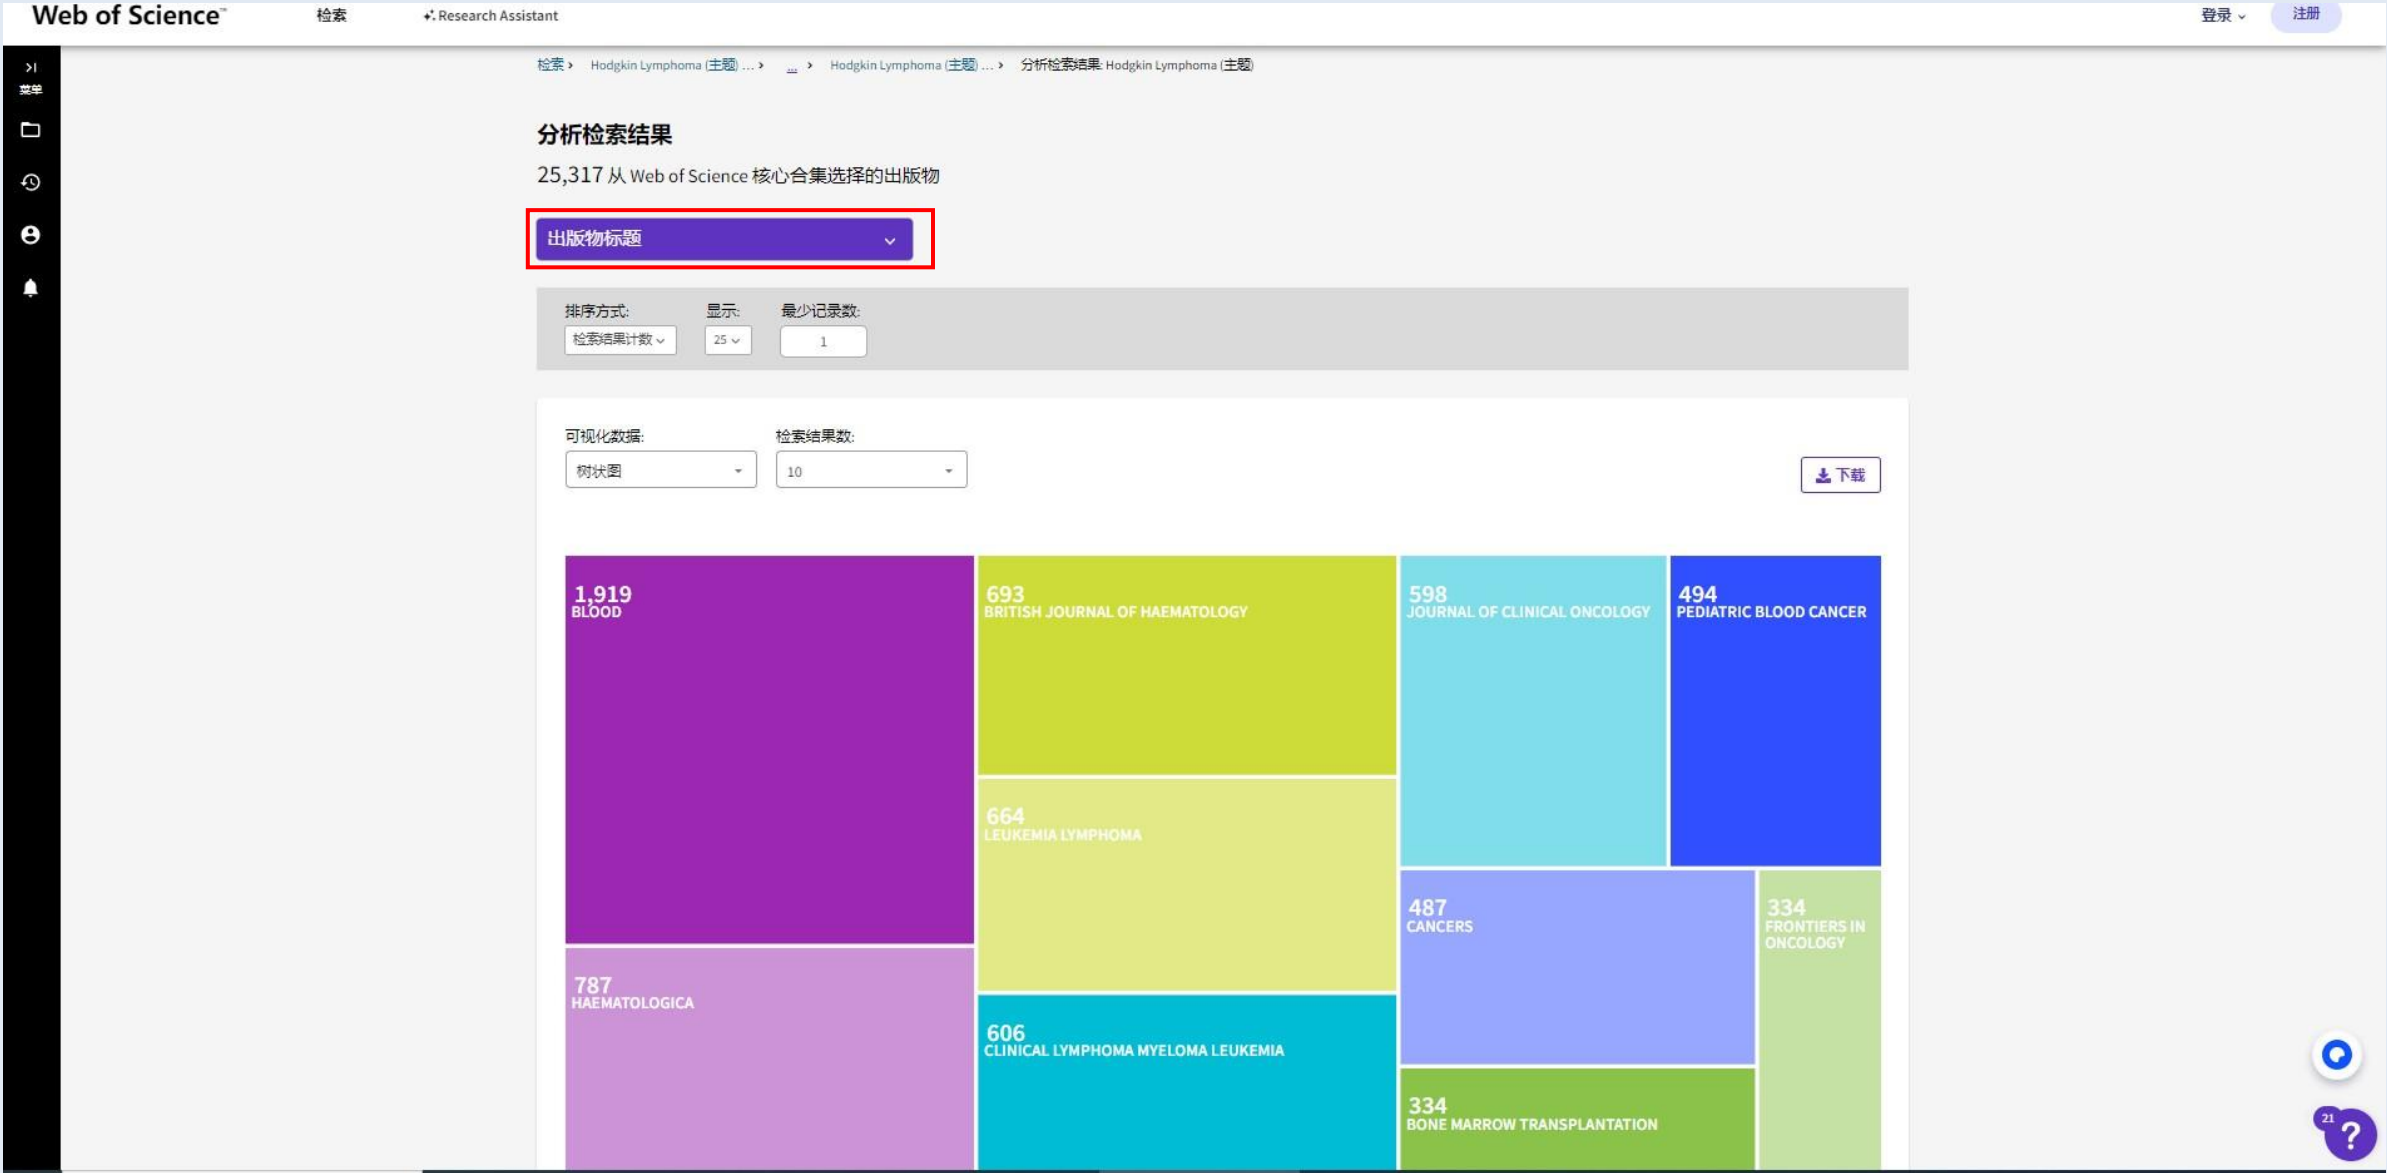 Web of Science™
检索
Research Assistant
登录
注册
菜单
检索 › Hodgkin Lymphoma (主题) ... › ... › Hodgkin Lymphoma (主题) ... › 分析检索结果: Hodgkin Lymphoma (主题)
分析检索结果
25,317 从 Web of Science 核心合集选择的出版物
出版物标题
排序方式: 显示: 最少记录数:
检索结果计数 25 1
可视化数据: 检索结果数:
树状图 10
下载
1,919
BLOOD
693
BRITISH JOURNAL OF HAEMATOLOGY
598
JOURNAL OF CLINICAL ONCOLOGY
494
PEDIATRIC BLOOD CANCER
664
LEUKEMIA LYMPHOMA
487
CANCERS
334
FRONTIERS IN
ONCOLOGY
787
HAEMATOLOGICA
606
CLINICAL LYMPHOMA MYELOMA LEUKEMIA
334
BONE MARROW TRANSPLANTATION
21
?